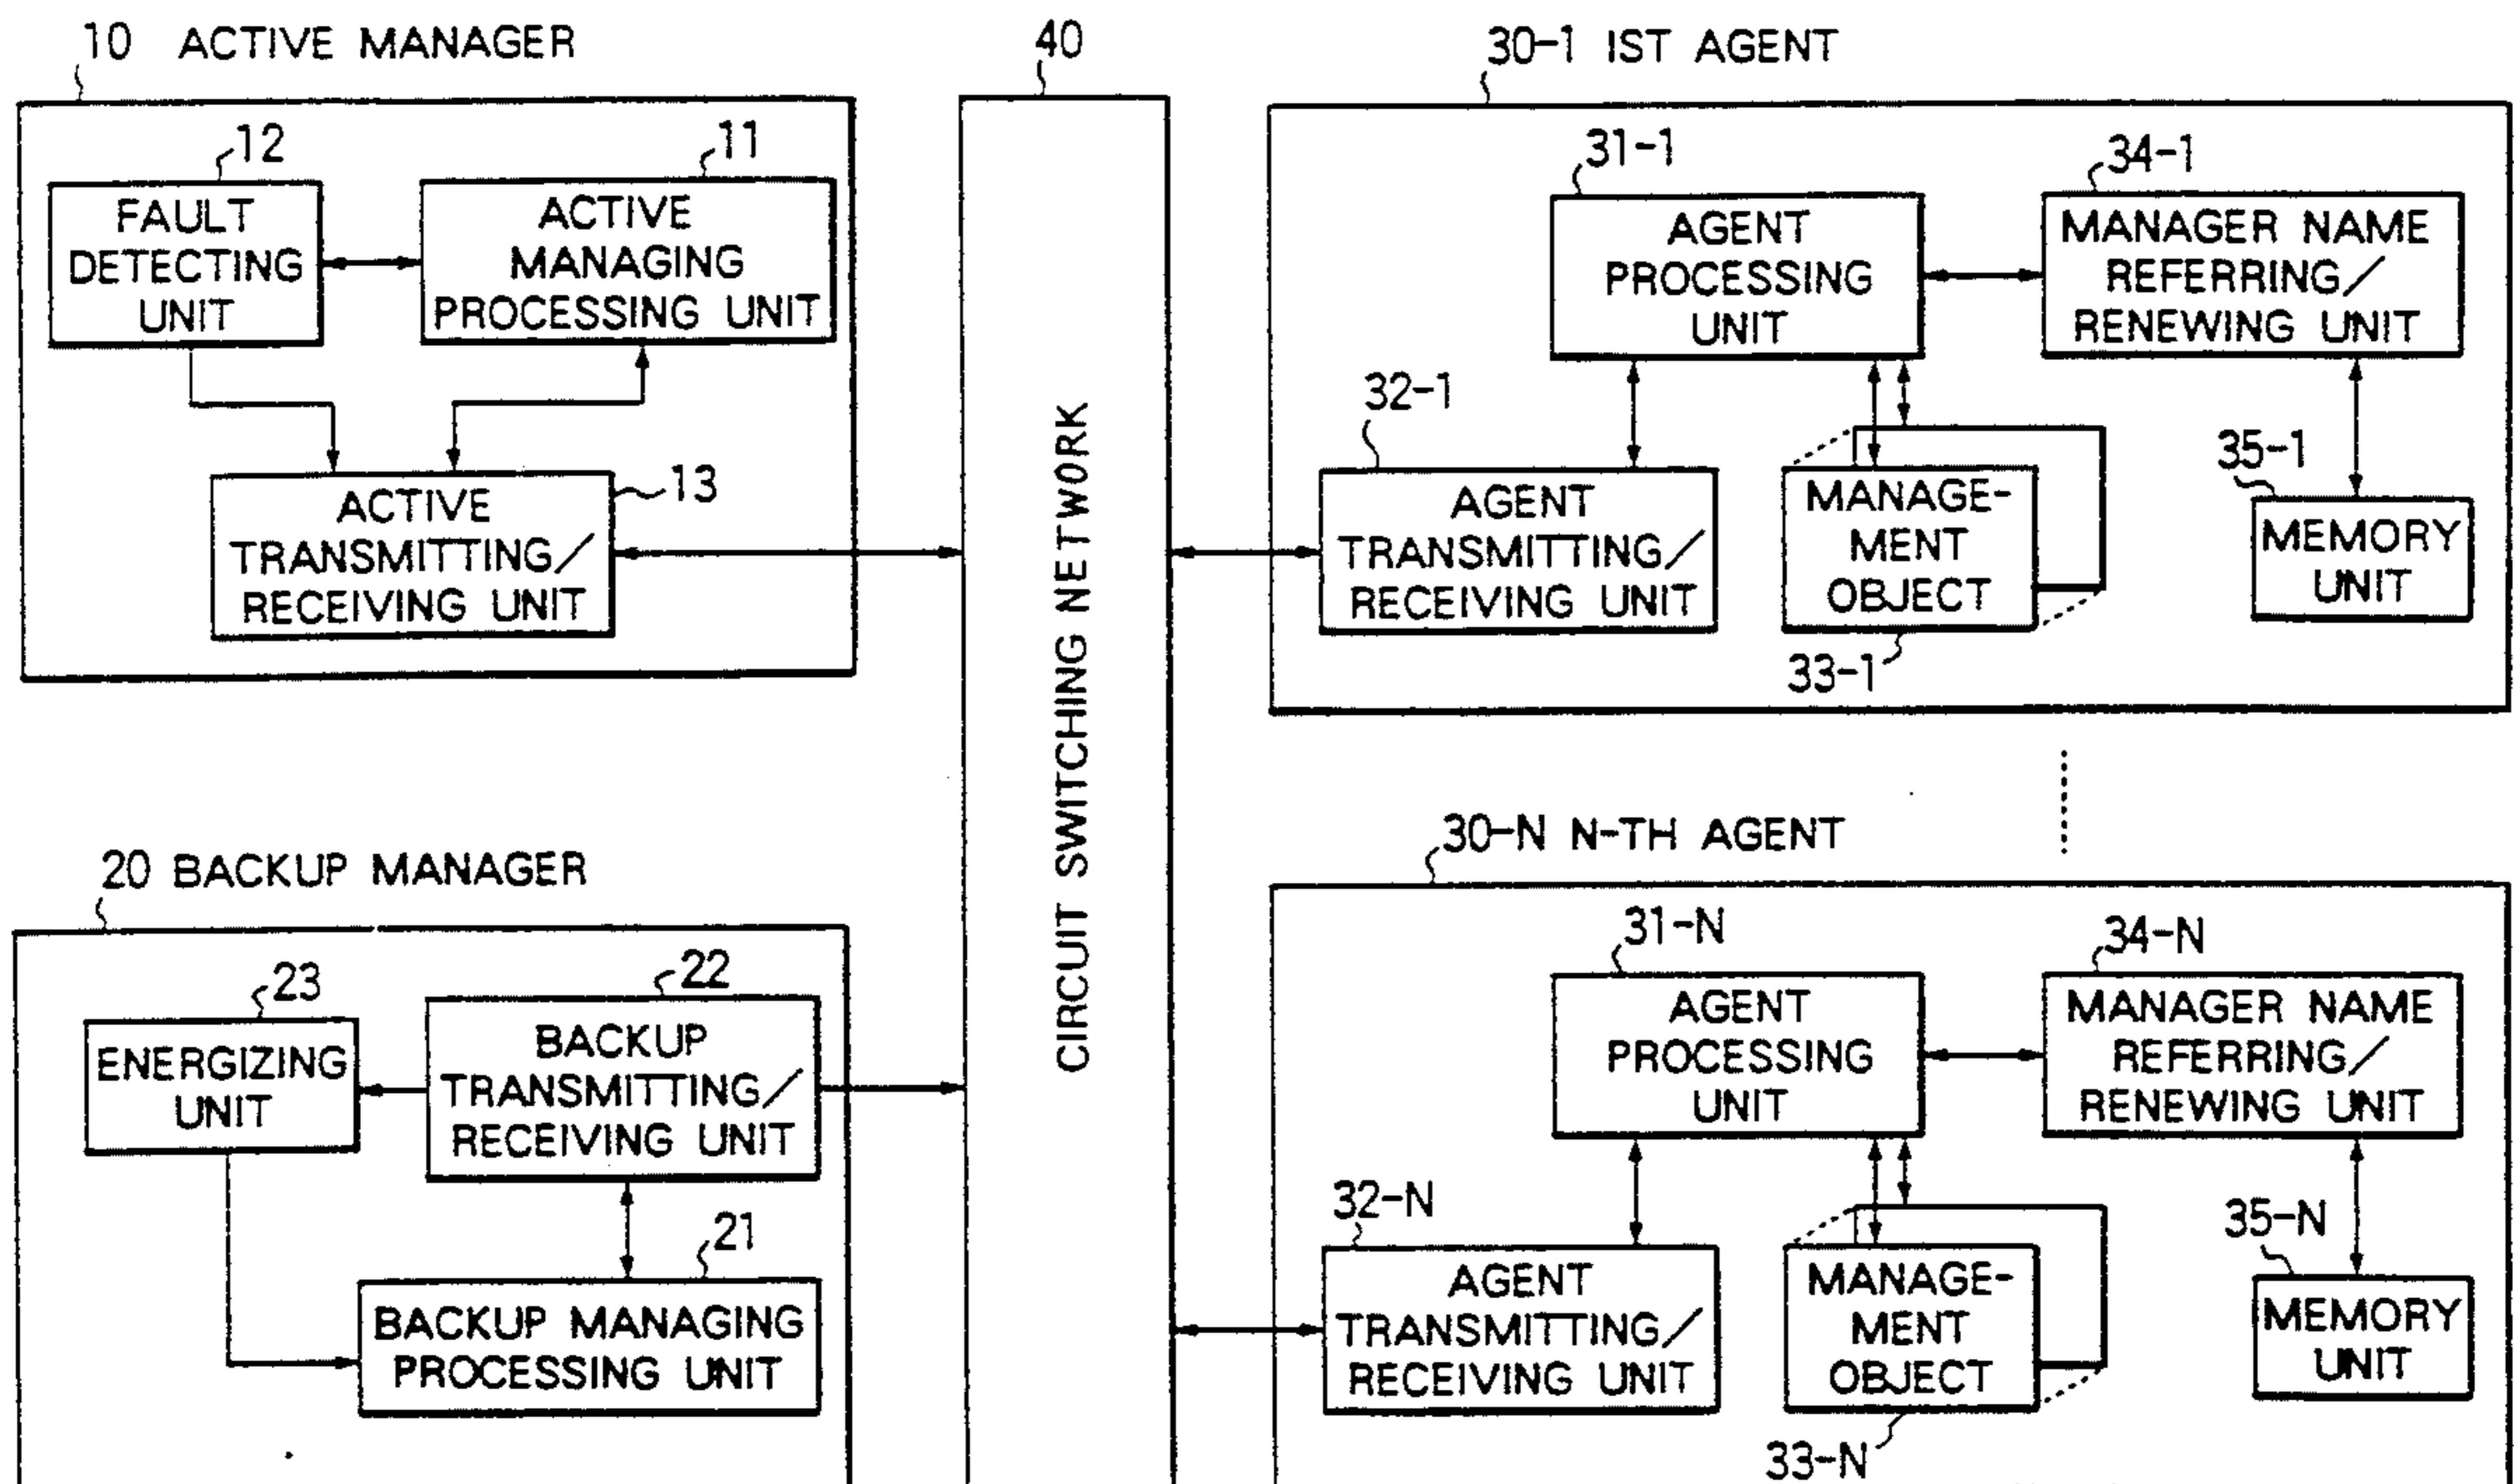 10 ACTIVE MANAGER
12
11
FAULT
DETECTING
UNIT
ACTIVE
MANAGING
PROCESSING UNIT
13
ACTIVE
TRANSMITTING/
RECEIVING UNIT
20 BACKUP MANAGER
23
22
ENERGIZING
UNIT
BACKUP
TRANSMITTING/
RECEIVING UNIT
21
BACKUP MANAGING
PROCESSING UNIT
40
CIRCUIT SWITCHING NETWORK
30-1 IST AGENT
31-1
34-1
AGENT
PROCESSING
UNIT
MANAGER NAME
REFERRING/
RENEWING UNIT
32-1
35-1
AGENT
TRANSMITTING/
RECEIVING UNIT
MANAGE-
MENT
OBJECT
MEMORY
UNIT
33-1
30-N N-TH AGENT
31-N
34-N
AGENT
PROCESSING
UNIT
MANAGER NAME
REFERRING/
RENEWING UNIT
32-N
35-N
AGENT
TRANSMITTING/
RECEIVING UNIT
MANAGE-
MENT
OBJECT
MEMORY
UNIT
33-N